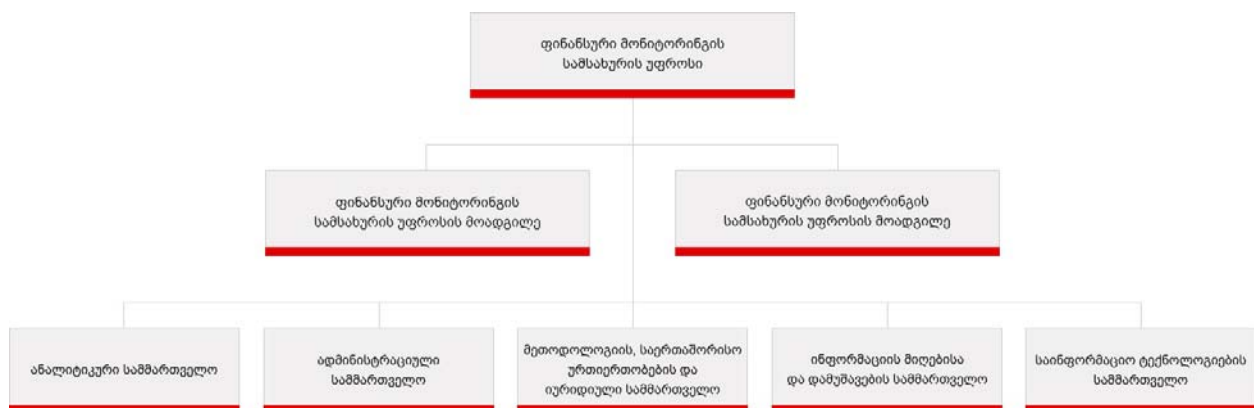 ფინანსური მონიტორინგის
სამსახურის უფროსი
ფინანსური მონიტორინგის
სამსახურის უფროსის მოადგილე
ფინანსური მონიტორინგის
სამსახურის უფროსის მოადგილე
ანალიტიკური სამმართველო
ადმინისტრაციული
სამმართველო
მეთოდოლოგიის, საერთაშორისო
ურთიერთობების და
იურიდიული სამმართველო
ინფორმაციის მიღებისა
და დამუშავების სამმართველო
საინფორმაციო ტექნოლოგიების
სამმართველო